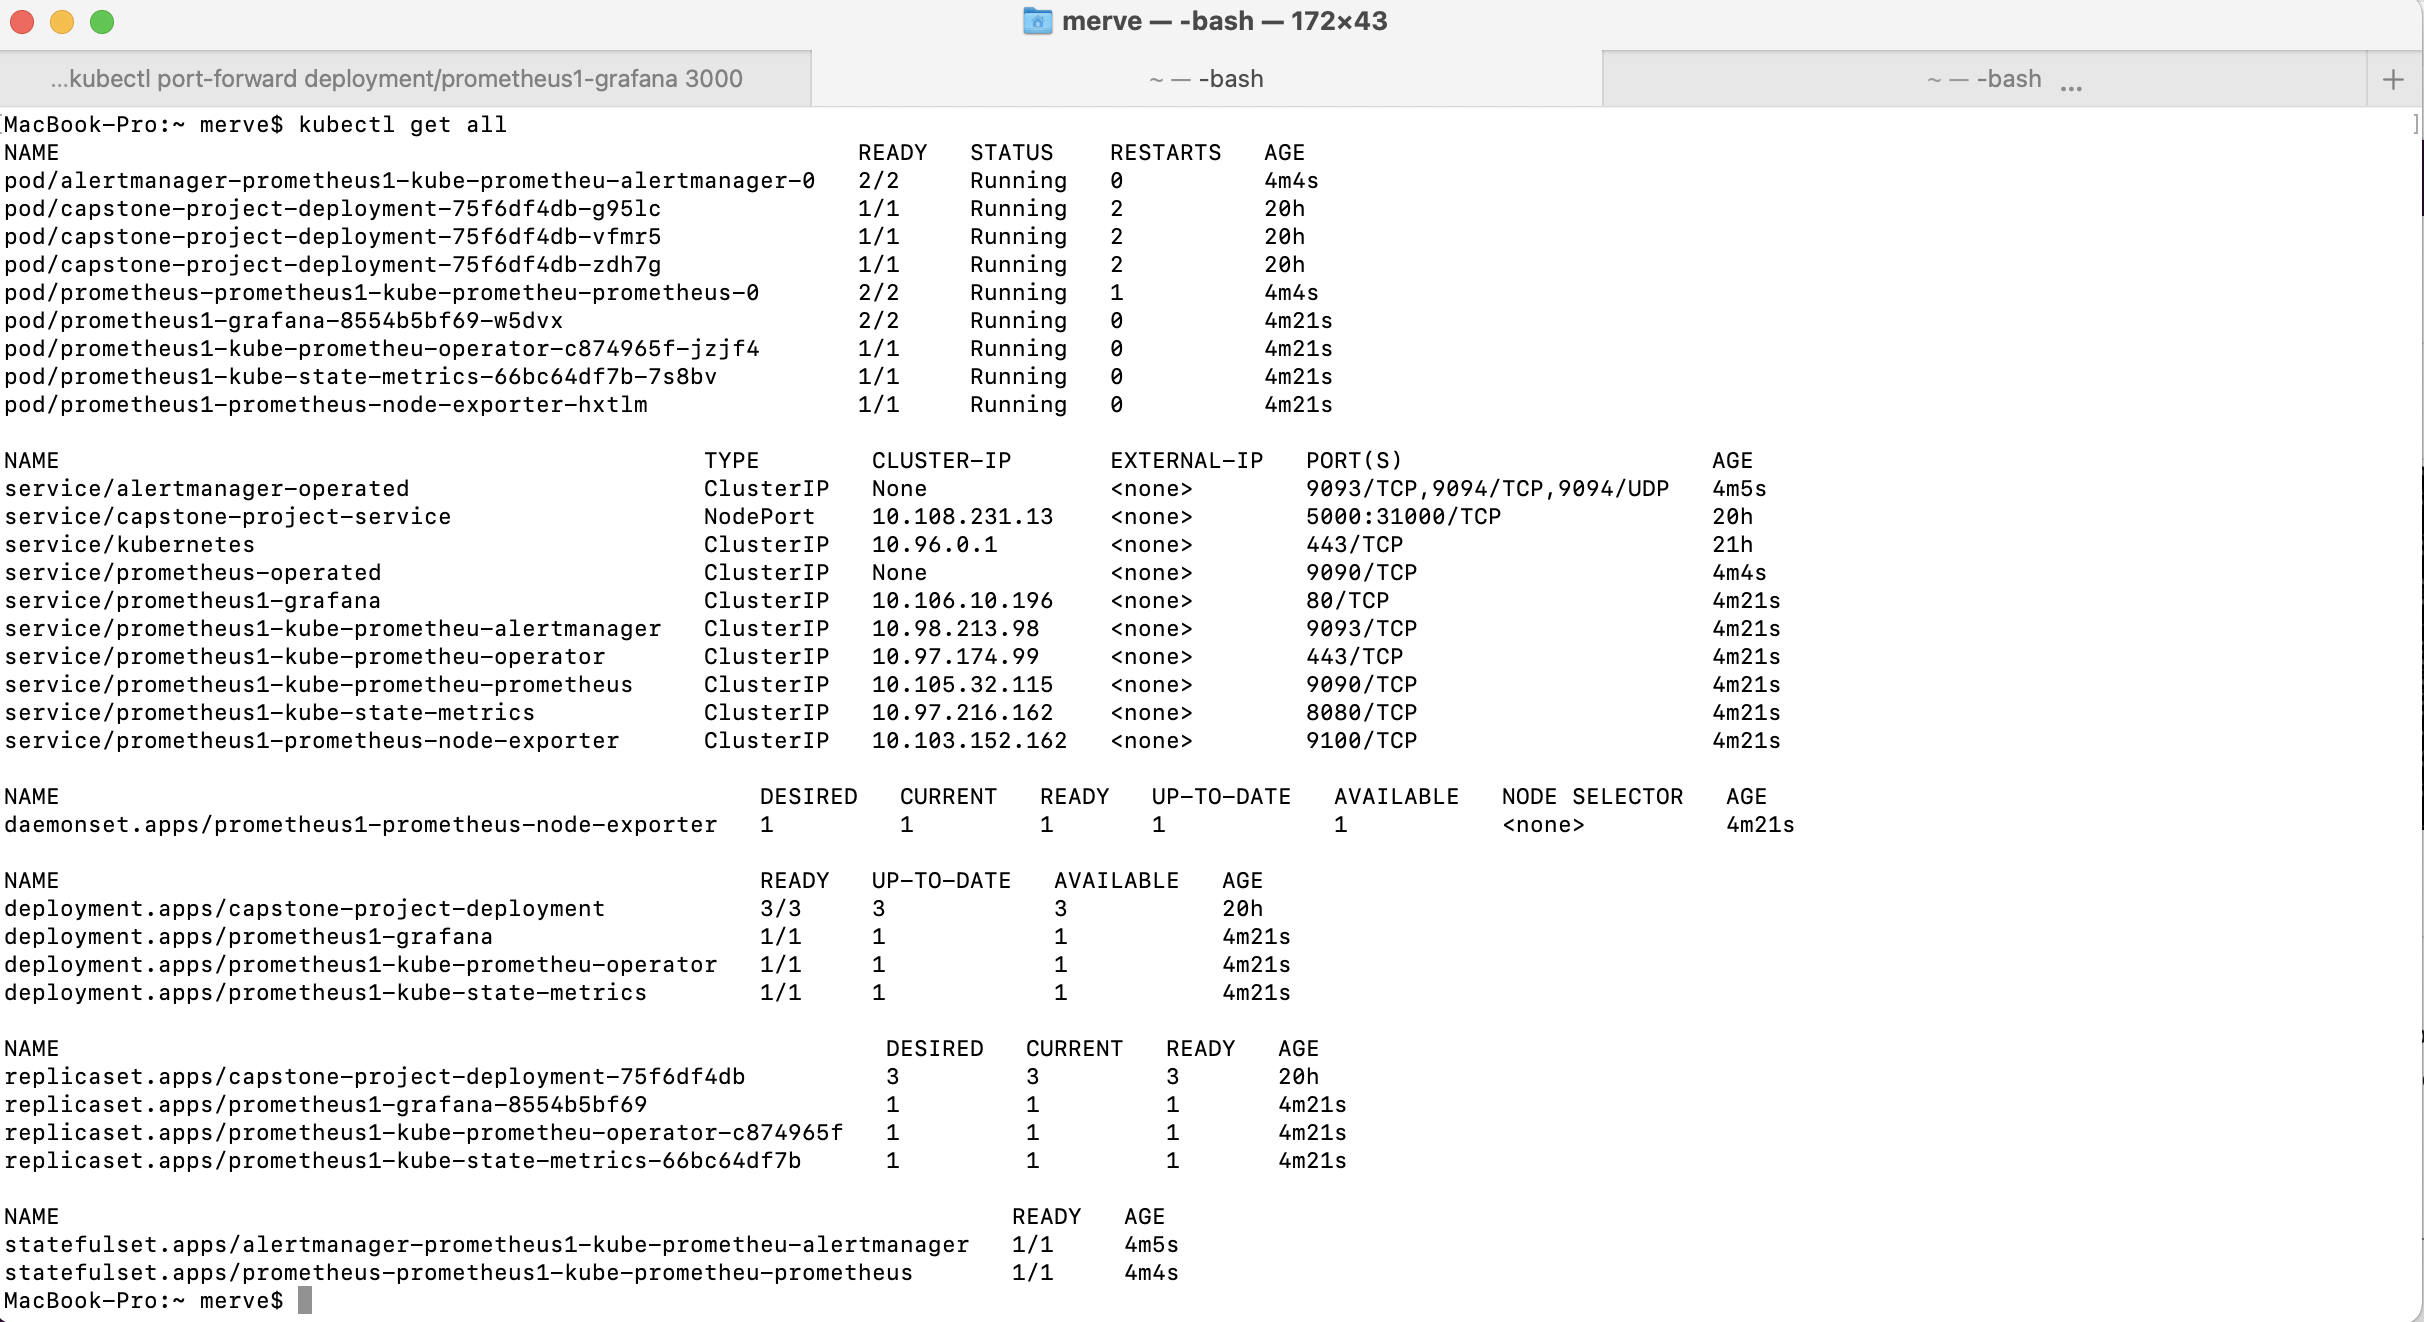 merve — -bash — 172×43
...kubectl port-forward deployment/prometheus1-grafana 3000
~ — -bash
~ — -bash ...
MacBook-Pro:~ merve$ kubectl get all
NAME READY STATUS RESTARTS AGE
pod/alertmanager-prometheus1-kube-prometheu-alertmanager-0 2/2 Running 0 4m4s
pod/capstone-project-deployment-75f6df4db-g95lc 1/1 Running 2 20h
pod/capstone-project-deployment-75f6df4db-vfmr5 1/1 Running 2 20h
pod/capstone-project-deployment-75f6df4db-zdh7g 1/1 Running 2 20h
pod/prometheus-prometheus1-kube-prometheu-prometheus-0 2/2 Running 1 4m4s
pod/prometheus1-grafana-8554b5bf69-w5dvx 2/2 Running 0 4m21s
pod/prometheus1-kube-prometheu-operator-c874965f-jzjf4 1/1 Running 0 4m21s
pod/prometheus1-kube-state-metrics-66bc64df7b-7s8bv 1/1 Running 0 4m21s
pod/prometheus1-prometheus-node-exporter-hxtlm 1/1 Running 0 4m21s
NAME TYPE CLUSTER-IP EXTERNAL-IP PORT(S) AGE
service/alertmanager-operated ClusterIP None <none> 9093/TCP,9094/TCP,9094/UDP 4m5s
service/capstone-project-service NodePort 10.108.231.13 <none> 5000:31000/TCP 20h
service/kubernetes ClusterIP 10.96.0.1 <none> 443/TCP 21h
service/prometheus-operated ClusterIP None <none> 9090/TCP 4m4s
service/prometheus1-grafana ClusterIP 10.106.10.196 <none> 80/TCP 4m21s
service/prometheus1-kube-prometheu-alertmanager ClusterIP 10.98.213.98 <none> 9093/TCP 4m21s
service/prometheus1-kube-prometheu-operator ClusterIP 10.97.174.99 <none> 443/TCP 4m21s
service/prometheus1-kube-prometheu-prometheus ClusterIP 10.105.32.115 <none> 9090/TCP 4m21s
service/prometheus1-kube-state-metrics ClusterIP 10.97.216.162 <none> 8080/TCP 4m21s
service/prometheus1-prometheus-node-exporter ClusterIP 10.103.152.162 <none> 9100/TCP 4m21s
NAME DESIRED CURRENT READY UP-TO-DATE AVAILABLE NODE SELECTOR AGE
daemonset.apps/prometheus1-prometheus-node-exporter 1 1 1 1 1 <none> 4m21s
NAME READY UP-TO-DATE AVAILABLE AGE
deployment.apps/capstone-project-deployment 3/3 3 3 20h
deployment.apps/prometheus1-grafana 1/1 1 1 4m21s
deployment.apps/prometheus1-kube-prometheu-operator 1/1 1 1 4m21s
deployment.apps/prometheus1-kube-state-metrics 1/1 1 1 4m21s
NAME DESIRED CURRENT READY AGE
replicaset.apps/capstone-project-deployment-75f6df4db 3 3 3 20h
replicaset.apps/prometheus1-grafana-8554b5bf69 1 1 1 4m21s
replicaset.apps/prometheus1-kube-prometheu-operator-c874965f 1 1 1 4m21s
replicaset.apps/prometheus1-kube-state-metrics-66bc64df7b 1 1 1 4m21s
NAME READY AGE
statefulset.apps/alertmanager-prometheus1-kube-prometheu-alertmanager 1/1 4m5s
statefulset.apps/prometheus-prometheus1-kube-prometheu-prometheus 1/1 4m4s
MacBook-Pro:~ merve$